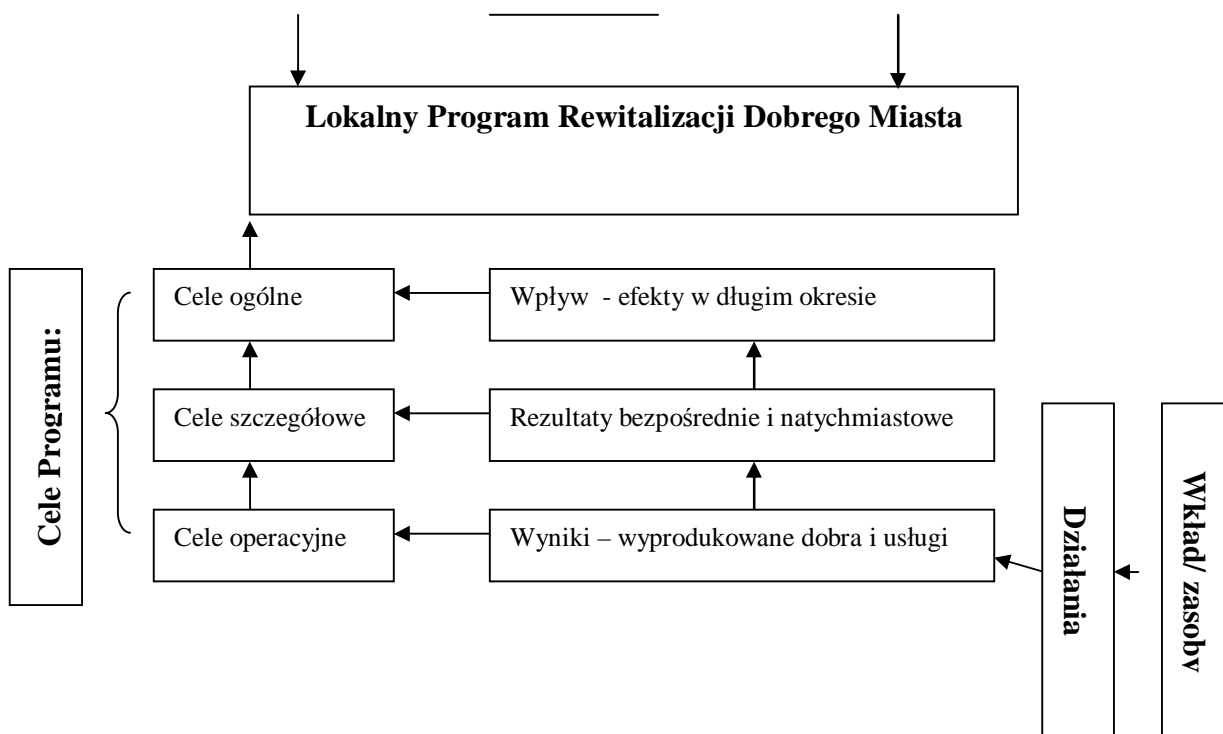 Lokalny Program Rewitalizacji Dobrego Miasta
Cele Programu:
Cele ogólne
Wpływ - efekty w długim okresie
Cele szczegółowe
Rezultaty bezpośrednie i natychmiastowe
Cele operacyjne
Wyniki – wyprodukowane dobra i usługi
Działania
Wkład/ zasoby